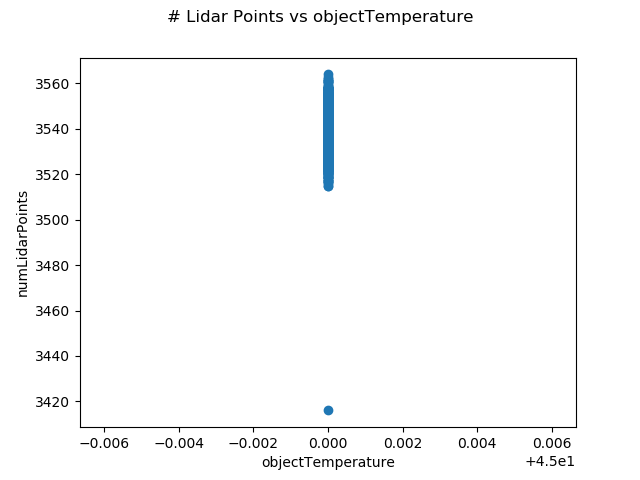 # Lidar Points vs objectTemperature
3560
3540
3520
3500
3480
3460
3440
3420
numLidarPoints
−0.006 −0.004 −0.002 0.000 0.002 0.004 0.006
objectTemperature
+4.5e1